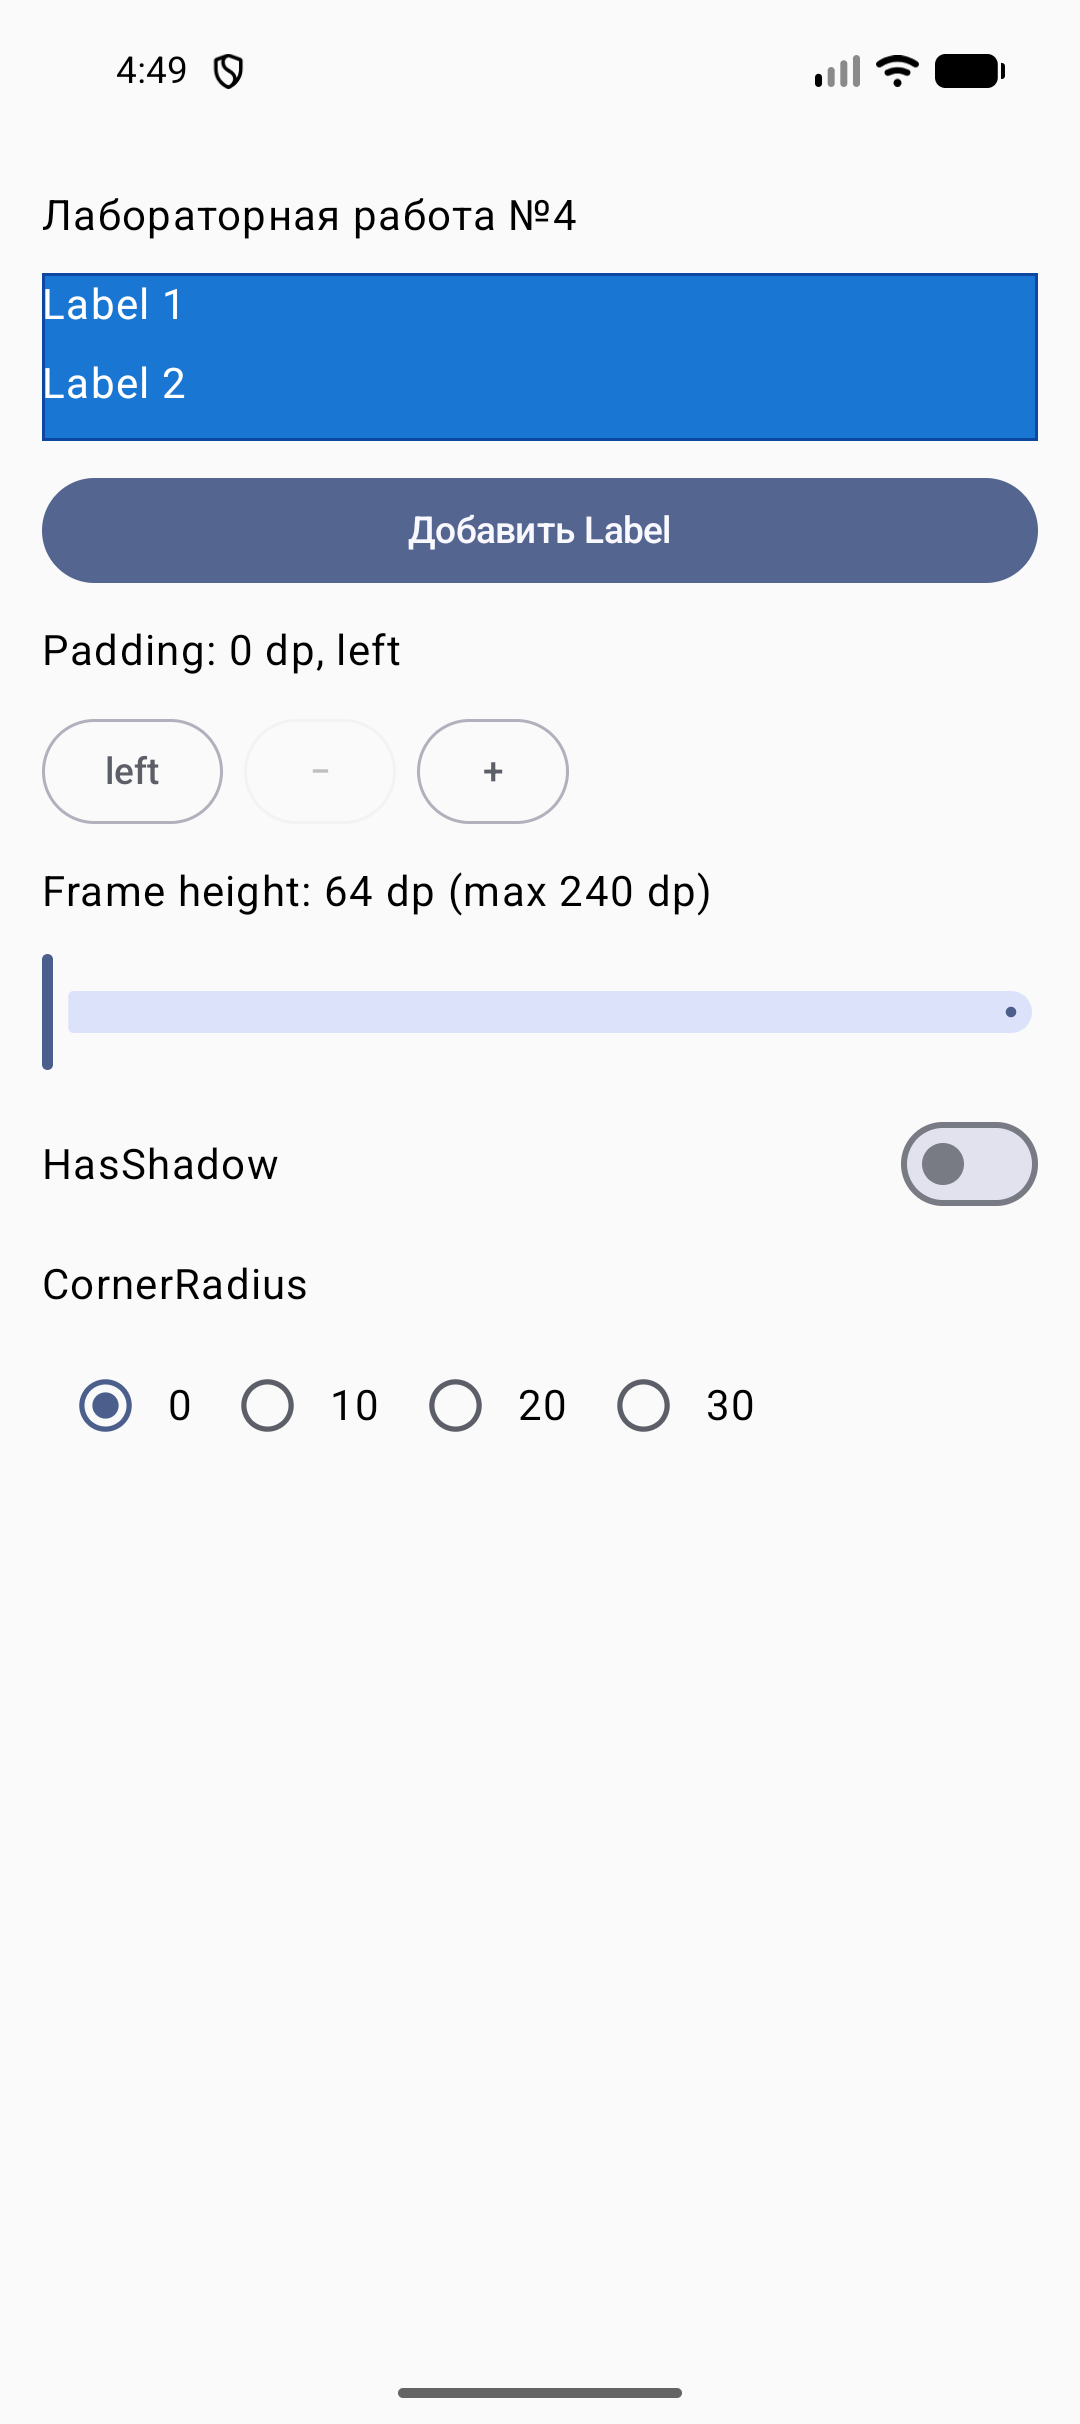 4:49
Лабораторная работа №4
Label 1
Label 2
Добавить Label
Padding: 0 dp, left
left − +
Frame height: 64 dp (max 240 dp)
HasShadow
CornerRadius
0 10 20 30